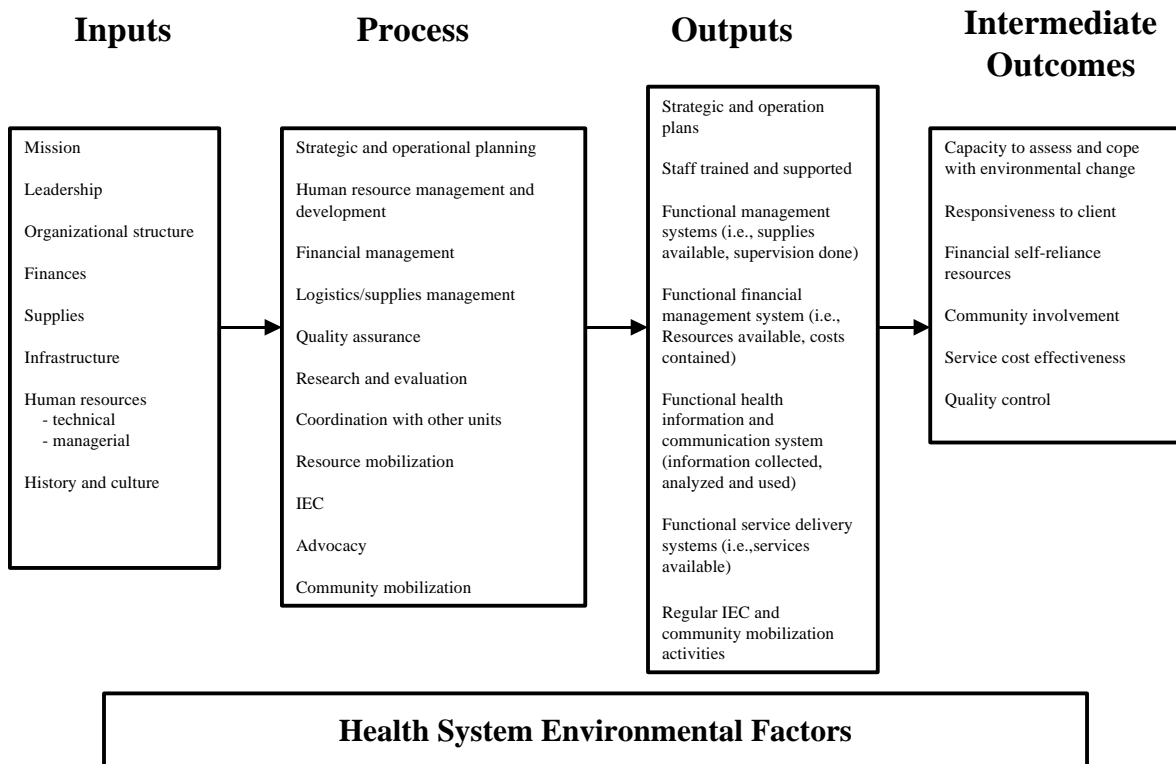 Inputs
Process
Outputs
Intermediate
Outcomes
Mission
Leadership
Organizational structure
Finances
Supplies
Infrastructure
Human resources
- technical
- managerial
History and culture
Strategic and operational planning
Human resource management and
development
Financial management
Logistics/supplies management
Quality assurance
Research and evaluation
Coordination with other units
Resource mobilization
IEC
Advocacy
Community mobilization
Strategic and operation
plans
Staff trained and supported
Functional management
systems (i.e., supplies
available, supervision done)
Functional financial
management system (i.e.,
Resources available, costs
contained)
Functional health
information and
communication system
(information collected,
analyzed and used)
Functional service delivery
systems (i.e.,services
available)
Regular IEC and
community mobilization
activities
Capacity to assess and cope
with environmental change
Responsiveness to client
Financial self-reliance
resources
Community involvement
Service cost effectiveness
Quality control
Health System Environmental Factors